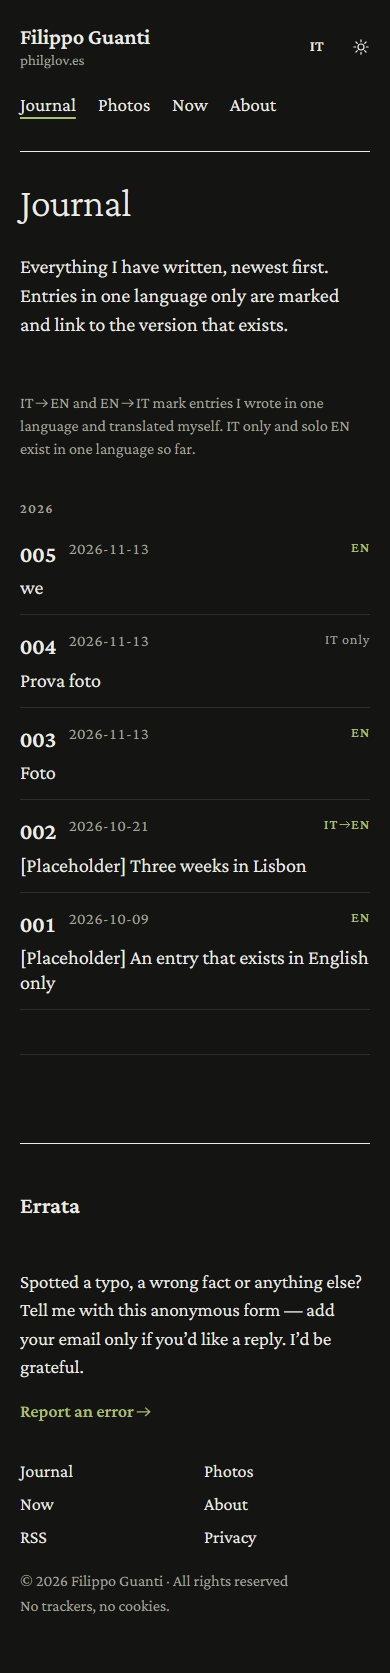 Filippo Guanti
philglov.es
IT
Journal Photos Now About
Journal
Everything I have written, newest first.
Entries in one language only are marked
and link to the version that exists.
IT→EN and EN→IT mark entries I wrote in one
language and translated myself. IT only and solo EN
exist in one language so far.
2026
005 2026-11-13 EN
we
004 2026-11-13 IT only
Prova foto
003 2026-11-13 EN
Foto
002 2026-10-21 IT→EN
[Placeholder] Three weeks in Lisbon
001 2026-10-09 EN
[Placeholder] An entry that exists in English
only
Errata
Spotted a typo, a wrong fact or anything else?
Tell me with this anonymous form — add
your email only if you’d like a reply. I’d be
grateful.
Report an error→
Journal Photos
Now About
RSS Privacy
© 2026 Filippo Guanti · All rights reserved
No trackers, no cookies.